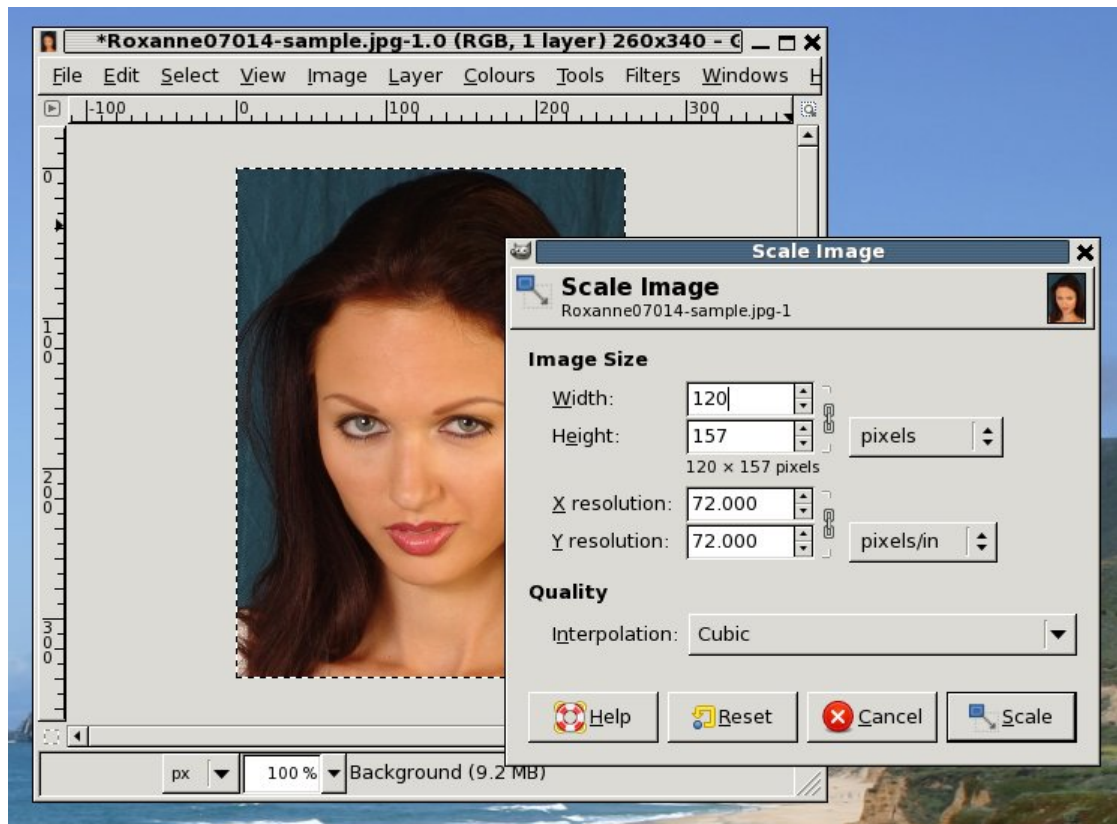 *Roxanne07014-sample.jpg-1.0 (RGB, 1 layer) 260x340 –
File Edit Select View Image Layer Colours Tools Filters Windows H
-100 0 100 200 300
0
100
200
300
Scale Image
Scale Image
Roxanne07014-sample.jpg-1
Image Size
Width: 120
Height: 157 pixels
120 × 157 pixels
X resolution: 72.000
Y resolution: 72.000 pixels/in
Quality
Interpolation: Cubic
Help Reset Cancel Scale
px 100 % Background (9.2 MB)